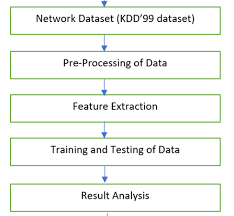 Network Dataset (KDD'99 dataset)
Pre-Processing of Data
Feature Extraction
Training and Testing of Data
Result Analysis